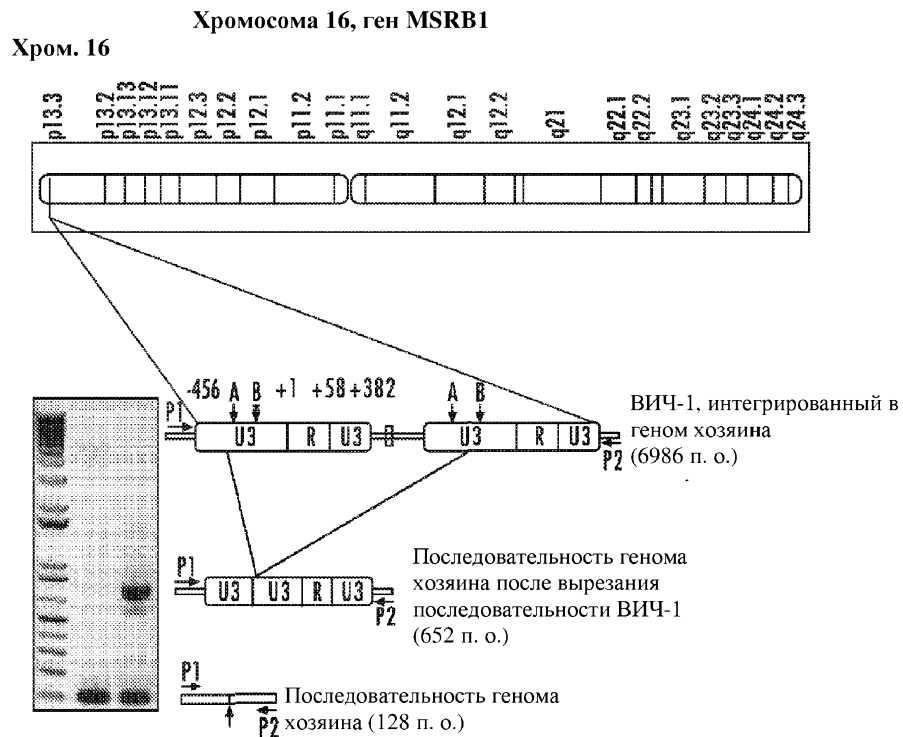 Хромосома 16, ген MSRB1
Хром. 16
p13.3 p13.2 p13.13 p13.12 p13.11 p12.3 p12.2 p12.1 p11.2 p11.1 q11.1 q11.2 q12.1 q12.2 q21 q22.1 q22.2 q23.1 q23.2 q23.3 q24.1 q24.2 q24.3
-456 A B +1 +58 +382 A B
P1
U3 R U3 U3 R U3
P2
ВИЧ-1, интегрированный в
геном хозяина
(6986 п. о.)
P1
U3 U3 R U3
P2
Последовательность генома
хозяина после вырезания
последовательности ВИЧ-1
(652 п. о.)
P1
P2
Последовательность генома
хозяина (128 п. о.)